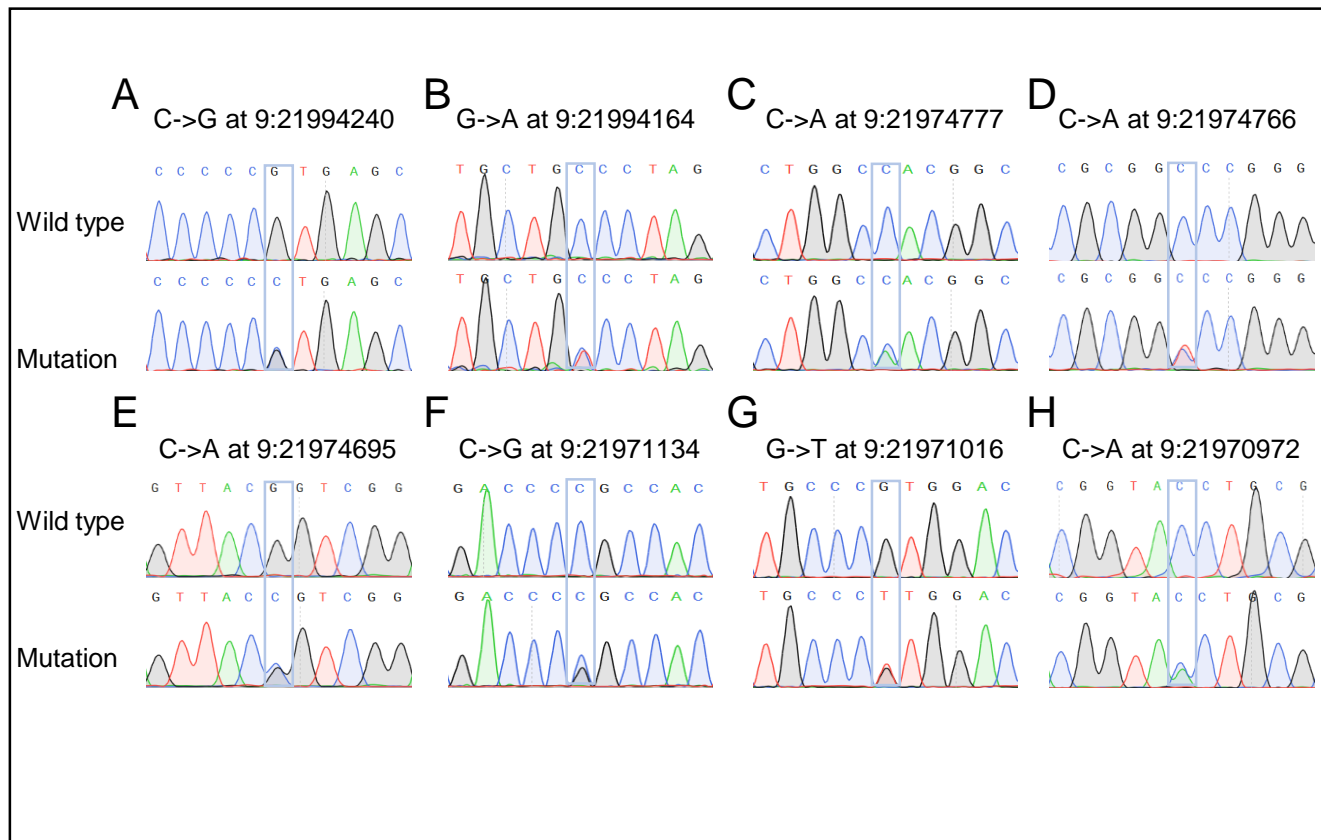 A B C D
C->G at 9:21994240 G->A at 9:21994164 C->A at 9:21974777 C->A at 9:21974766
C C C C C G T G A G C T G C T G C C C T A G C T G G C C A C G G C C G C G G C C C G G G
Wild type
C C C C C C T G A G C T G C T G C C C T A G C T G G C C A C G G C C G C G G C C C G G G
Mutation
E F G H
C->A at 9:21974695 C->G at 9:21971134 G->T at 9:21971016 C->A at 9:21970972
G T T A C G G T C G G G A C C C C G C C A C T G C C C G T G G A C C G G T A C C T G C G
Wild type
G T T A C C G T C G G G A C C C C G C C A C T G C C C T T G G A C C G G T A C C T G C G
Mutation